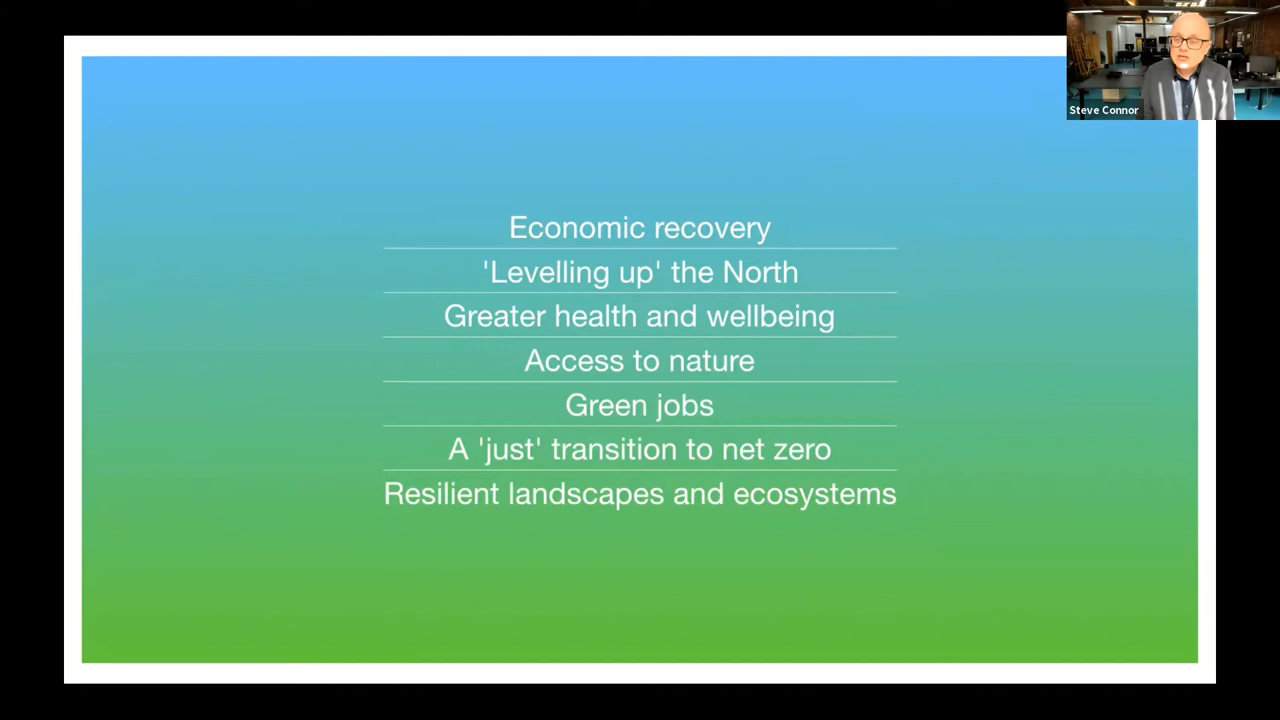 Steve Connor
Economic recovery
'Levelling up' the North
Greater health and wellbeing
Access to nature
Green jobs
A 'just' transition to net zero
Resilient landscapes and ecosystems